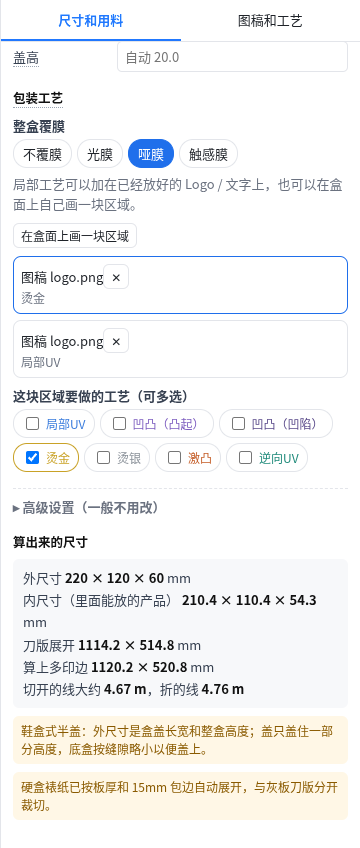 尺寸和用料
图稿和工艺
盖高
自动 20.0
包装工艺
整盒覆膜
不覆膜 光膜 哑膜 触感膜
局部工艺可以加在已经放好的 Logo / 文字上，也可以在盒
面上自己画一块区域。
在盒面上画一块区域
图稿 logo.png ✕
烫金
图稿 logo.png ✕
局部UV
这块区域要做的工艺（可多选）
局部UV 凹凸（凸起） 凹凸（凹陷）
烫金 烫银 激凸 逆向UV
▸ 高级设置（一般不用改）
算出来的尺寸
外尺寸 220 × 120 × 60 mm
内尺寸（里面能放的产品） 210.4 × 110.4 × 54.3
mm
刀版展开 1114.2 × 514.8 mm
算上多印边 1120.2 × 520.8 mm
切开的线大约 4.67 m，折的线 4.76 m
鞋盒式半盖：外尺寸是盒盖长宽和整盒高度；盖只盖住一部
分高度，底盒按缝隙略小以便盖上。
硬盒裱纸已按板厚和 15mm 包边自动展开，与灰板刀版分开
裁切。